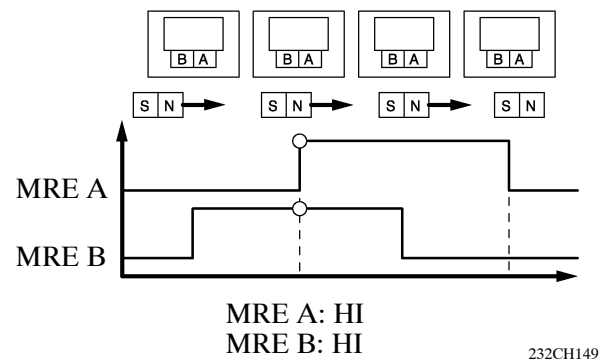 B A B A B A B A
S N S N S N S N
MRE A
MRE B
MRE A: HI
MRE B: HI
232CH149